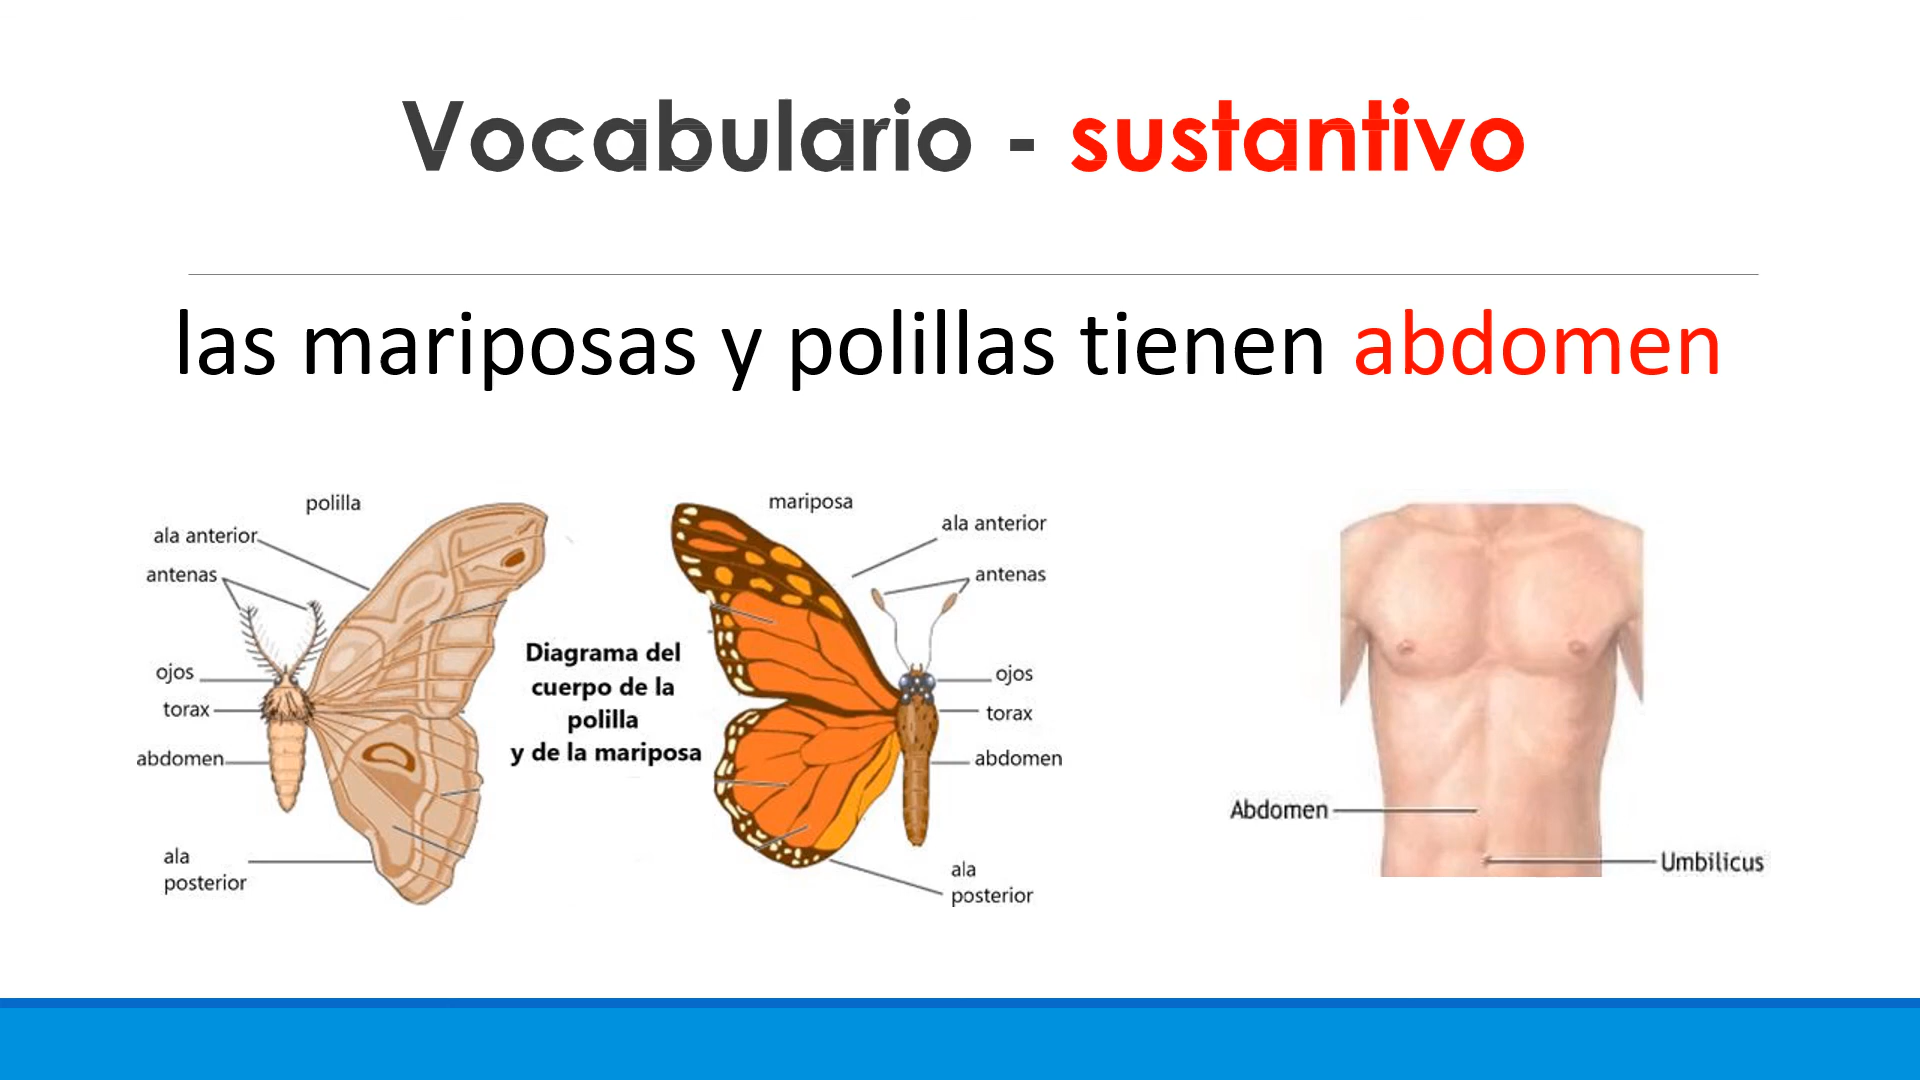 Vocabulario - sustantivo
las mariposas y polillas tienen abdomen
polilla
ala anterior
antenas
ojos
torax
abdomen
ala
posterior
Diagrama del
cuerpo de la
polilla
y de la mariposa
mariposa
ala anterior
antenas
ojos
torax
abdomen
ala
posterior
Abdomen
Umbilicus